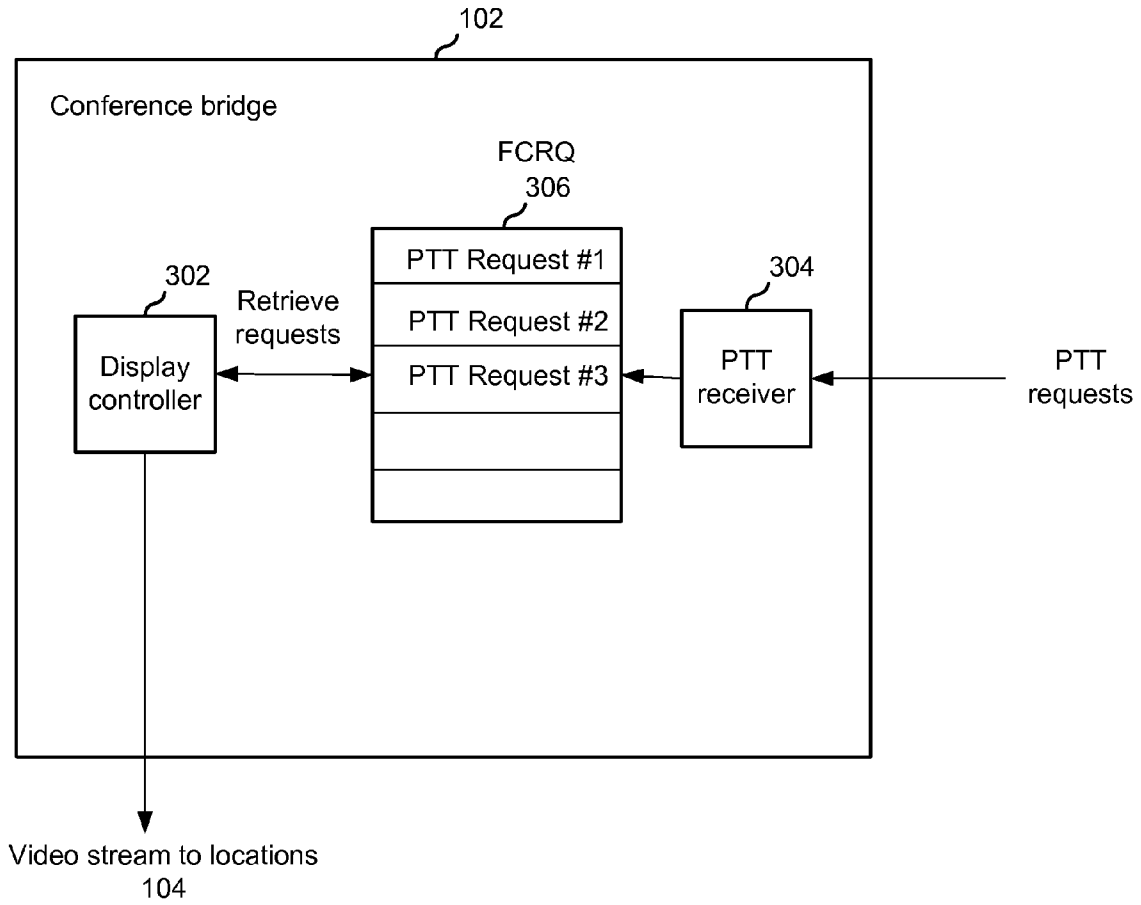 102
Conference bridge
FCRQ
306
PTT Request #1
302
304
Retrieve
requests
PTT Request #2
Display
controller
PTT Request #3
PTT
receiver
PTT
requests
Video stream to locations
104